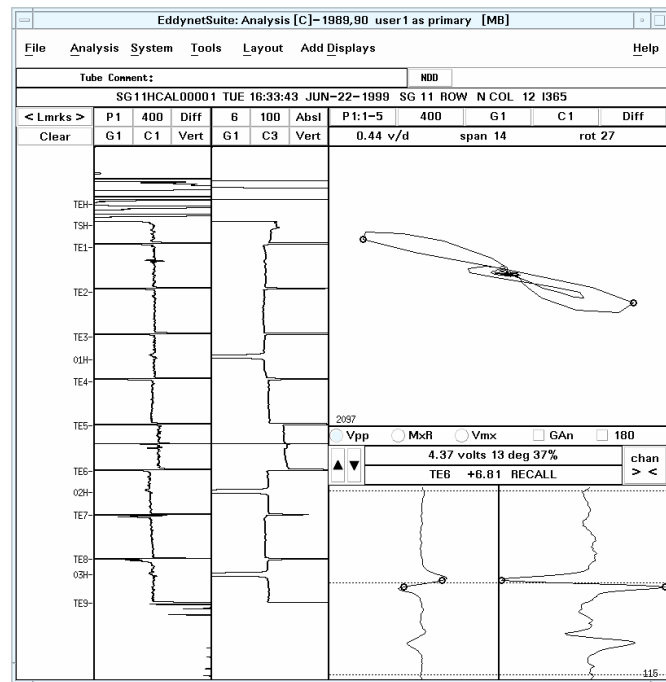 EddynetSuite: Analysis [C]-1989,90 user1 as primary [MB]
File Analysis System Tools Layout Add Displays Help
Tube Comment: NDD
SG11HCAL00001 TUE 16:33:43 JUN-22-1999 SG 11 ROW N COL 12 I365
< Lmrks > P1 400 Diff 6 100 Absl P1:1-5 400 G1 C1 Diff
Clear G1 C1 Vert G1 C3 Vert 0.44 v/d span 14 rot 27
TEH
TSH
TE1
TE2
TE3
01H
TE4
TE5
TE6
02H
TE7
TE8
03H
TE9
2097
Vpp MxR Vmx GAn 180
4.37 volts 13 deg 37% chan
TE6 +6.81 RECALL > <
115